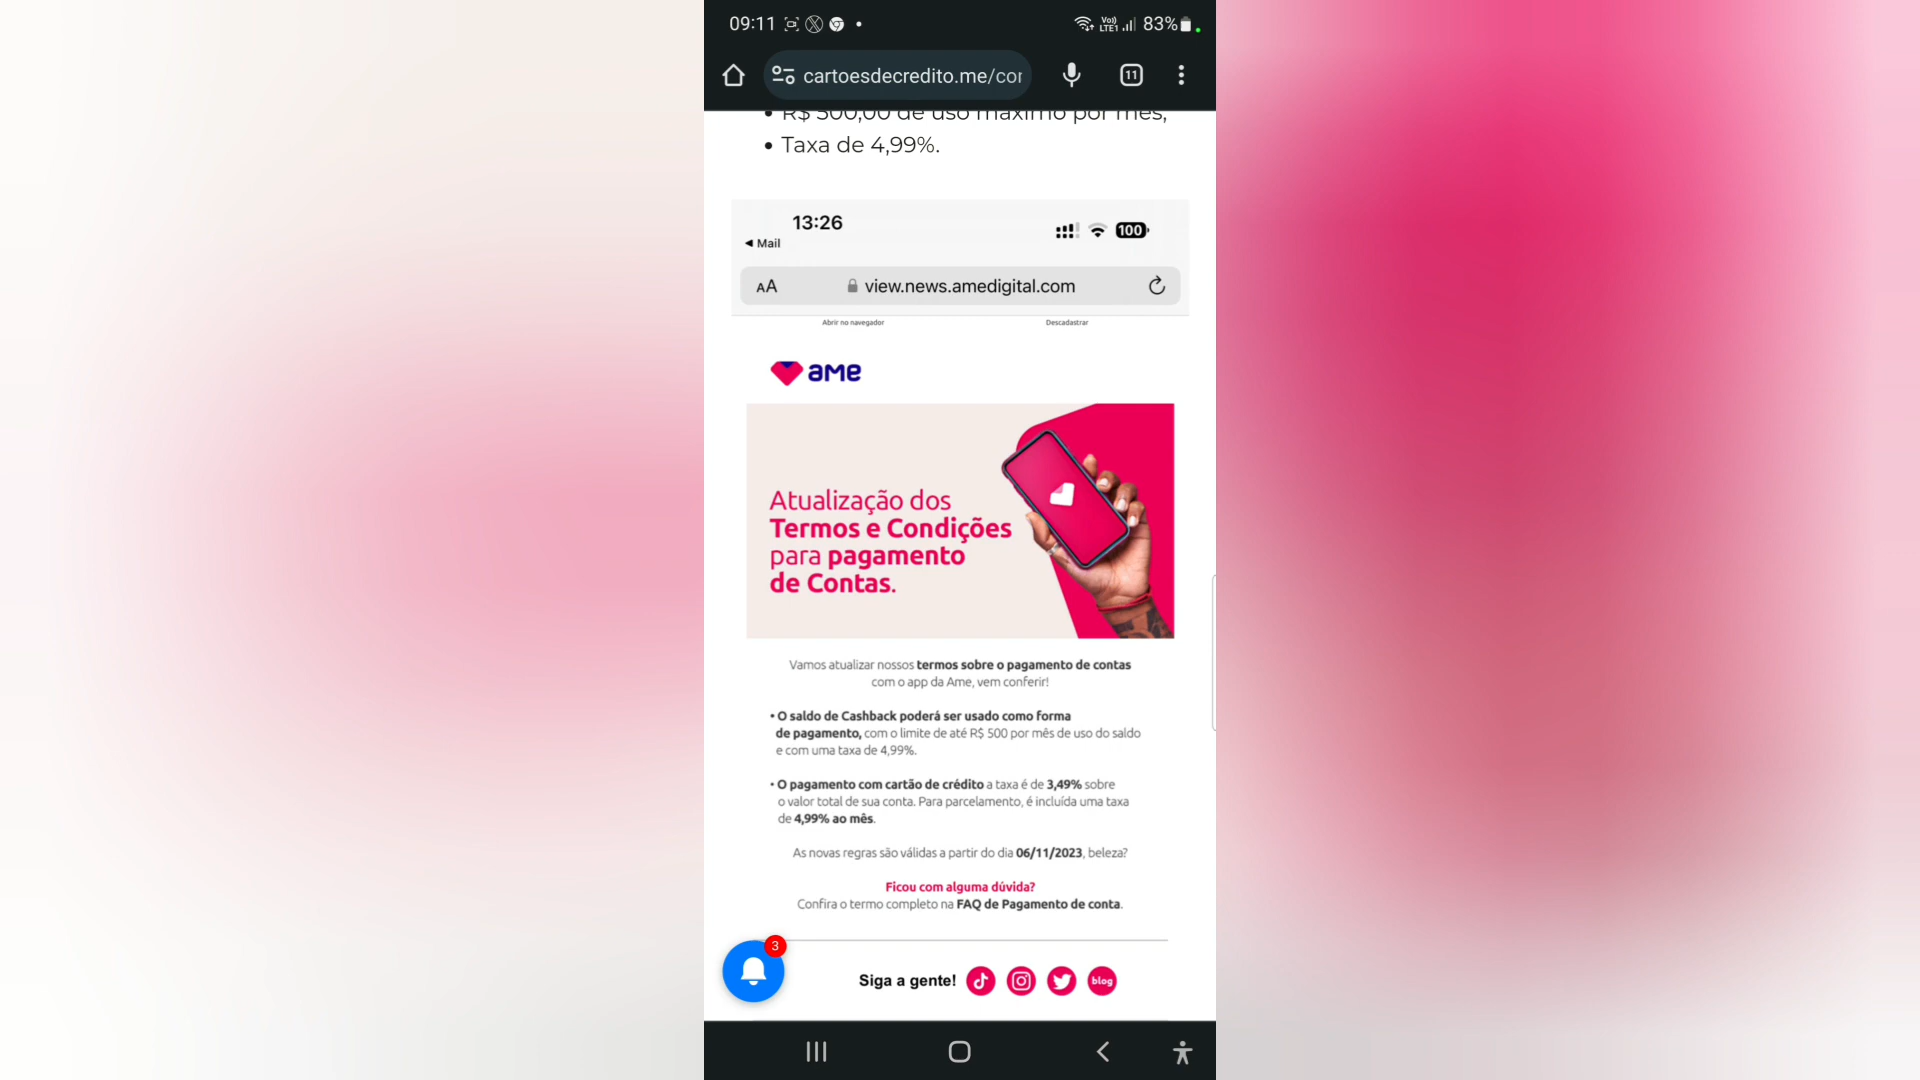 09:11
Vo))
LTE1
83%
cartoesdecredito.me/cor
11
• R$ 500,00 de uso máximo por mês;
• Taxa de 4,99%.
13:26
◀ Mail
100
AA
view.news.amedigital.com
Abrir no navegador
Descadastrar
ame
Atualização dos
Termos e Condições
para pagamento
de Contas.
Vamos atualizar nossos termos sobre o pagamento de contas
com o app da Ame, vem conferir!
• O saldo de Cashback poderá ser usado como forma
de pagamento, com o limite de até R$ 500 por mês de uso do saldo
e com uma taxa de 4,99%.
• O pagamento com cartão de crédito a taxa é de 3,49% sobre
o valor total de sua conta. Para parcelamento, é incluída uma taxa
de 4,99% ao mês.
As novas regras são válidas a partir do dia 06/11/2023, beleza?
Ficou com alguma dúvida?
Confira o termo completo na FAQ de Pagamento de conta.
3
Siga a gente!
blog